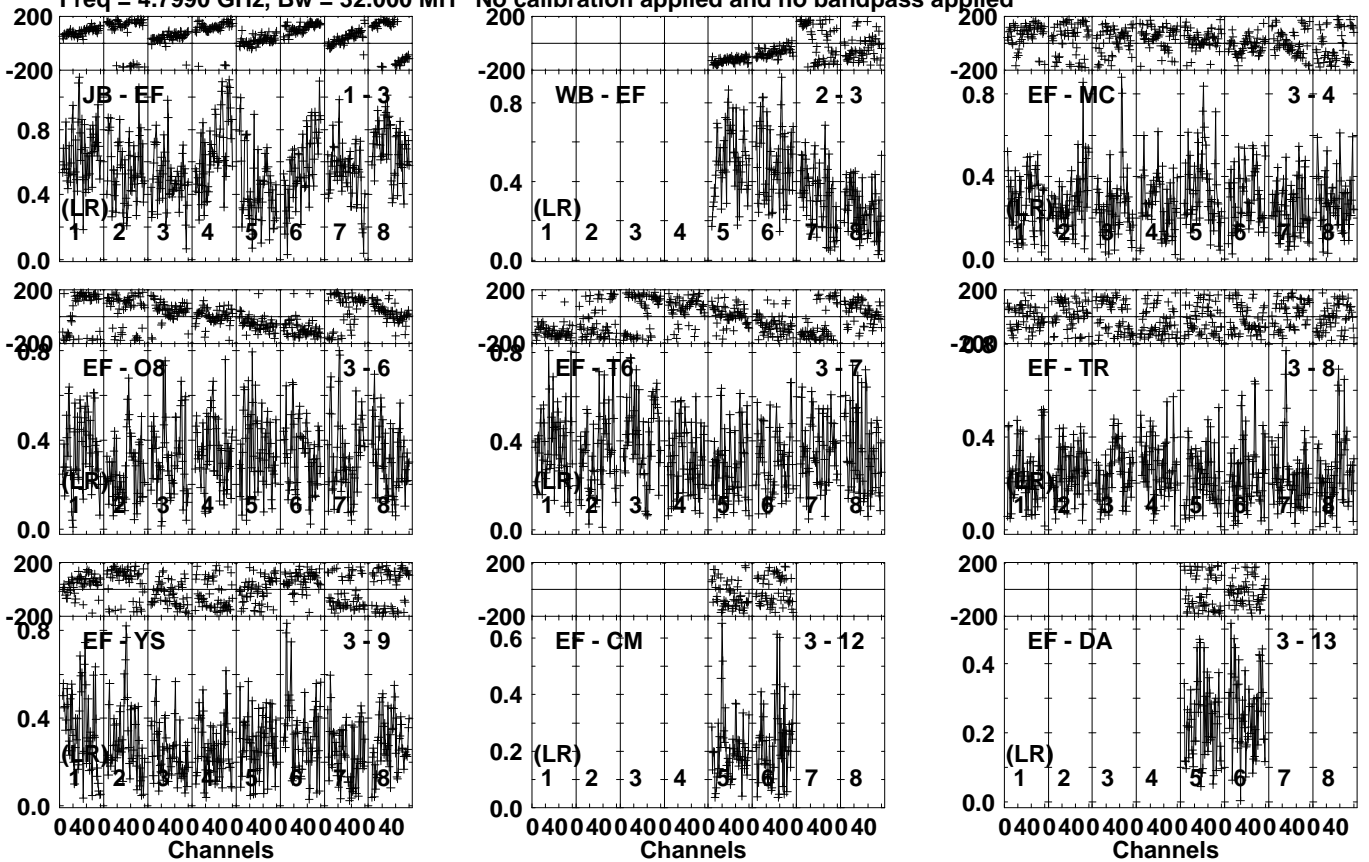 Freq = 4.7990 GHz, Bw = 32.000 MH No calibration applied and no bandpass applied
200 200 200
-200 -200 -200
JB - EF 1 - 3 WB - EF 2 - 3 EF - MC 3 - 4
0.8 0.8 0.8
0.4 0.4 0.4
(LR) (LR) (LR)
1 2 3 4 5 6 7 8 1 2 3 4 5 6 7 8 1 2 3 4 5 6 7 8
0.0 0.0 0.0
200 200 200
-200 -200 -200
0.8 0.8 0.8
EF - O8 3 - 6 EF - T6 3 - 7 EF - TR 3 - 8
0.4 0.4 0.4
(LR) (LR) (LR)
1 2 3 4 5 6 7 8 1 2 3 4 5 6 7 8 1 2 3 4 5 6 7 8
0.0 0.0 0.0
200 200 200
-200 -200 -200
0.8 EF - YS 3 - 9 0.6 EF - CM 3 - 12 EF - DA 3 - 13
0.4 0.4 0.4
0.2 0.2
(LR) (LR) (LR)
1 2 3 4 5 6 7 8 1 2 3 4 5 6 7 8 1 2 3 4 5 6 7 8
0.0 0.0 0.0
0 40 0 40 0 40 0 40 0 40 0 40 0 40 0 40 0 40 0 40 0 40 0 40 0 40 0 40 0 40 0 40 0 40 0 40 0 40 0 40 0 40 0 40 0 40 0 40
Channels Channels Channels